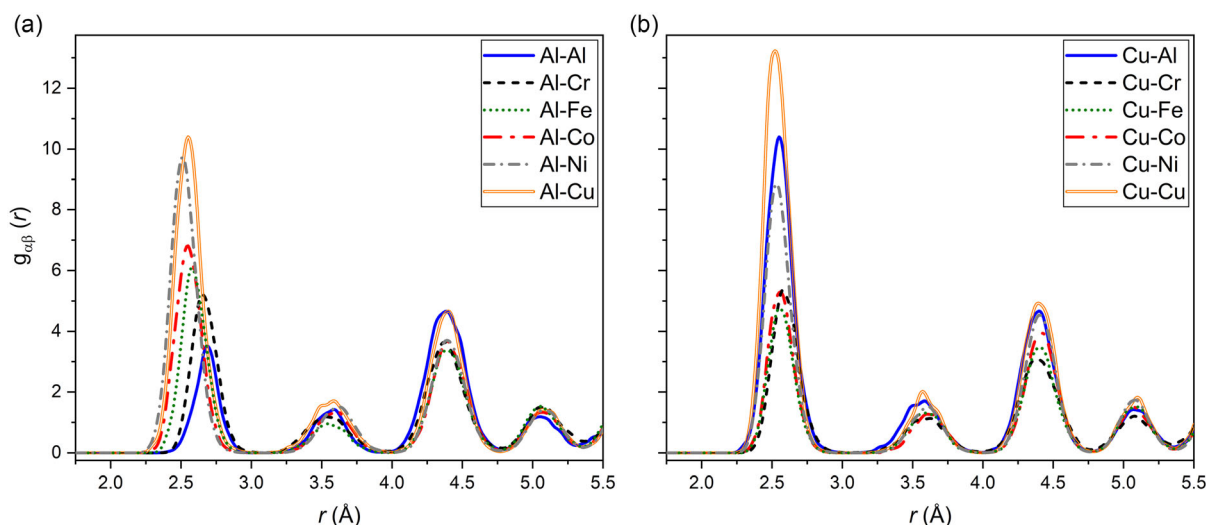 (a)
Al-Al
Al-Cr
Al-Fe
Al-Co
Al-Ni
Al-Cu
12
10
8
6
4
2
0
gαβ (r)
2.0 2.5 3.0 3.5 4.0 4.5 5.0 5.5
r (Å)
(b)
Cu-Al
Cu-Cr
Cu-Fe
Cu-Co
Cu-Ni
Cu-Cu
2.0 2.5 3.0 3.5 4.0 4.5 5.0 5.5
r (Å)